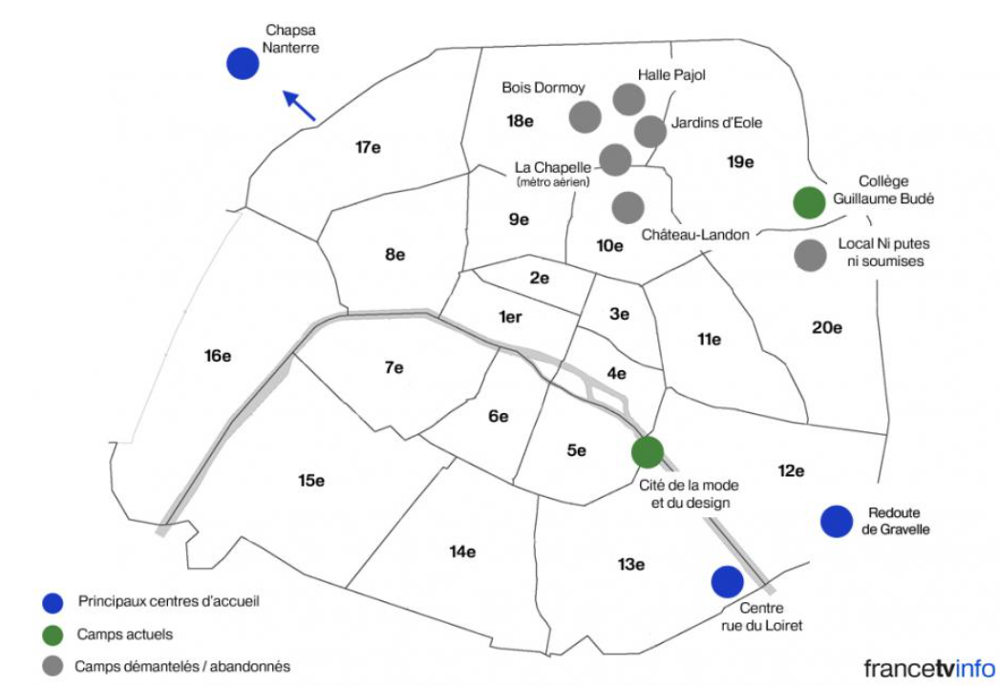 Chapsa
Nanterre
Halle Pajol
Bois Dormoy
18e
Jardins d'Eole
17e
19e
La Chapelle
(mètro aérien)
Collège
Guillaume Budé
9e
Château-Landon
10e
Local Ni putes
ni soumises
8e
2e
1er
3e
11e
20e
16e
7e
4e
6e
5e
12e
15e
Cité de la mode
et du design
Redoute
de Gravelle
14e
13e
Centre
rue du Loiret
Principaux centres d'accueil
Camps actuels
Camps démantelés / abandonnés
francetvinfo